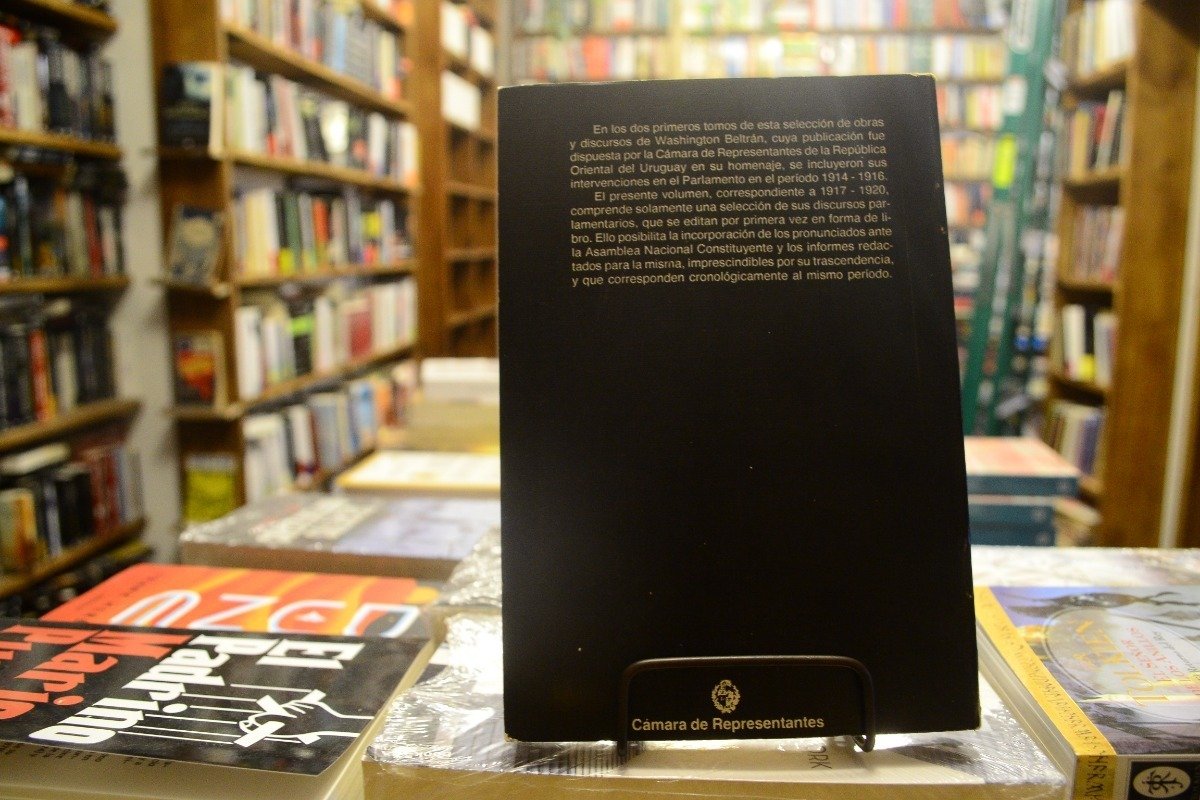 En los dos primeros tomos de esta selección de obras
y discursos de Washington Beltrán, cuya publicación fue
dispuesta por la Cámara de Representantes de la República
Oriental del Uruguay en su homenaje, se incluyeron sus
intervenciones en el Parlamento en el período 1914 - 1916.
El presente volumen, correspondiente a 1917 - 1920,
comprende solamente una selección de sus discursos par-
lamentarios, que se editan por primera vez en forma de li-
bro. Ello posibilita la incorporación de los pronunciados ante
la Asamblea Nacional Constituyente y los informes redac-
tados para la misma, imprescindibles por su trascendencia,
y que corresponden cronológicamente al mismo período.
Cámara de Representantes
El
Padrino
Mario